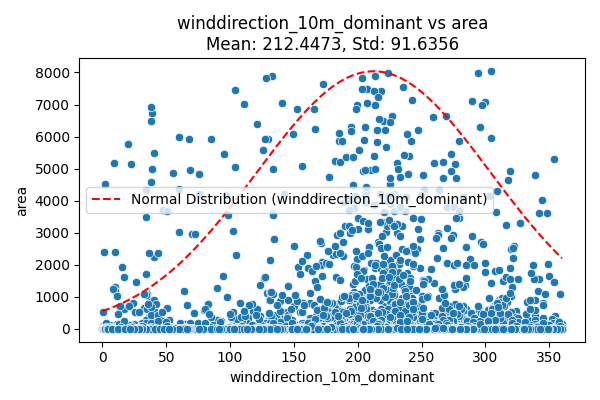 winddirection_10m_dominant vs area
Mean: 212.4473, Std: 91.6356
8000
7000
6000
5000
4000
3000
2000
1000
0
area
Normal Distribution (winddirection_10m_dominant)
0 50 100 150 200 250 300 350
winddirection_10m_dominant